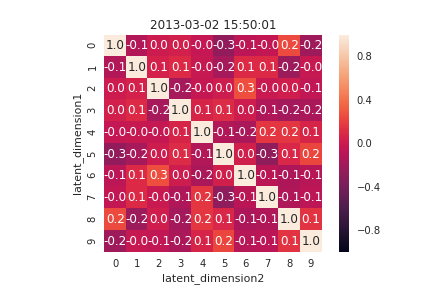 2013-03-02 15:50:01
0 1.0 -0.1 0.0 0.0 -0.0 -0.3 -0.1 -0.0 0.2 -0.2
1 -0.1 1.0 0.1 0.1 -0.0 -0.2 0.1 0.1 -0.2 -0.0
2 0.0 0.1 1.0 -0.2 -0.0 0.0 0.3 -0.0 0.0 -0.1
3 0.0 0.1 -0.2 1.0 0.1 0.1 0.0 -0.1 -0.2 -0.2
4 -0.0 -0.0 -0.0 0.1 1.0 -0.1 -0.2 0.2 0.2 0.1
5 -0.3 -0.2 0.0 0.1 -0.1 1.0 0.0 -0.3 0.1 0.2
6 -0.1 0.1 0.3 0.0 -0.2 0.0 1.0 -0.1 -0.1 -0.1
7 -0.0 0.1 -0.0 -0.1 0.2 -0.3 -0.1 1.0 -0.1 -0.1
8 0.2 -0.2 0.0 -0.2 0.2 0.1 -0.1 -0.1 1.0 0.1
9 -0.2 -0.0 -0.1 -0.2 0.1 0.2 -0.1 -0.1 0.1 1.0
0 1 2 3 4 5 6 7 8 9
latent_dimension2
latent_dimension1
0.8
0.4
0.0
-0.4
-0.8